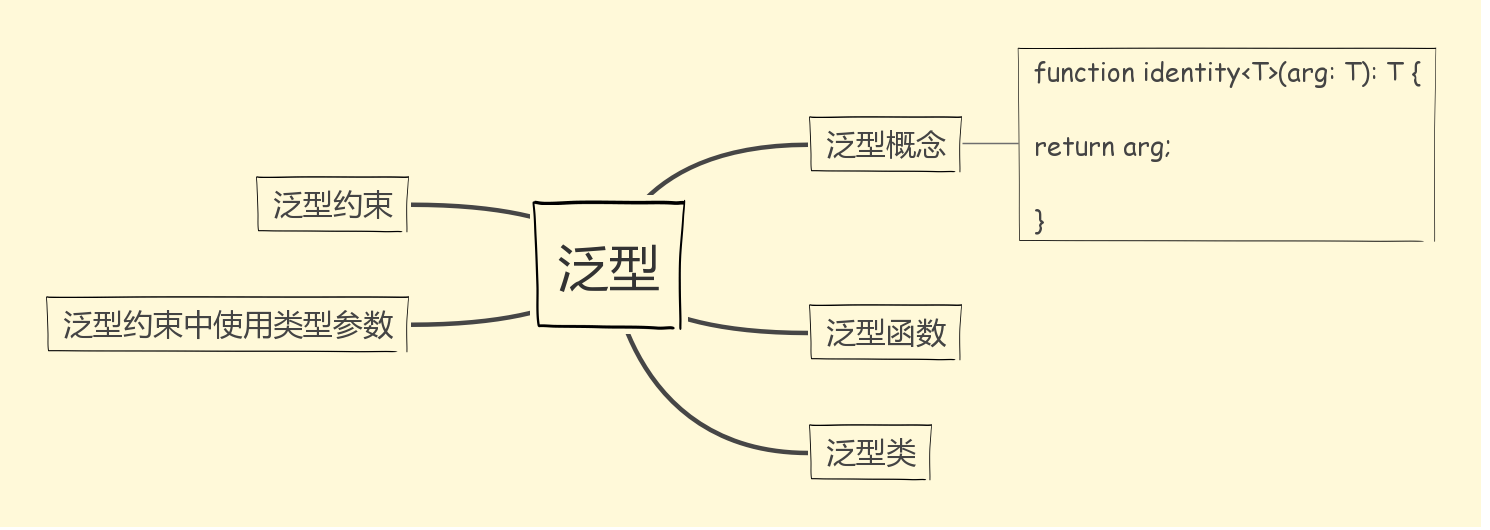 泛型
泛型概念
function identity<T>(arg: T): T {
return arg;
}
泛型函数
泛型类
泛型约束
泛型约束中使用类型参数